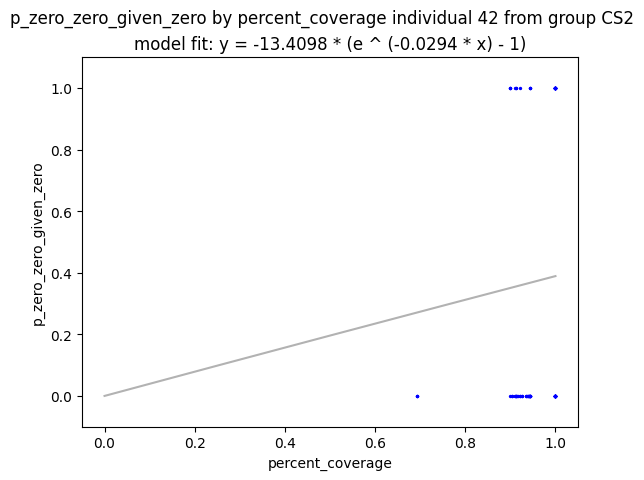 p_zero_zero_given_zero by percent_coverage individual 42 from group CS2
model fit: y = -13.4098 * (e ^ (-0.0294 * x) - 1)
1.0
0.8
0.6
0.4
0.2
0.0
p_zero_zero_given_zero
0.0 0.2 0.4 0.6 0.8 1.0
percent_coverage